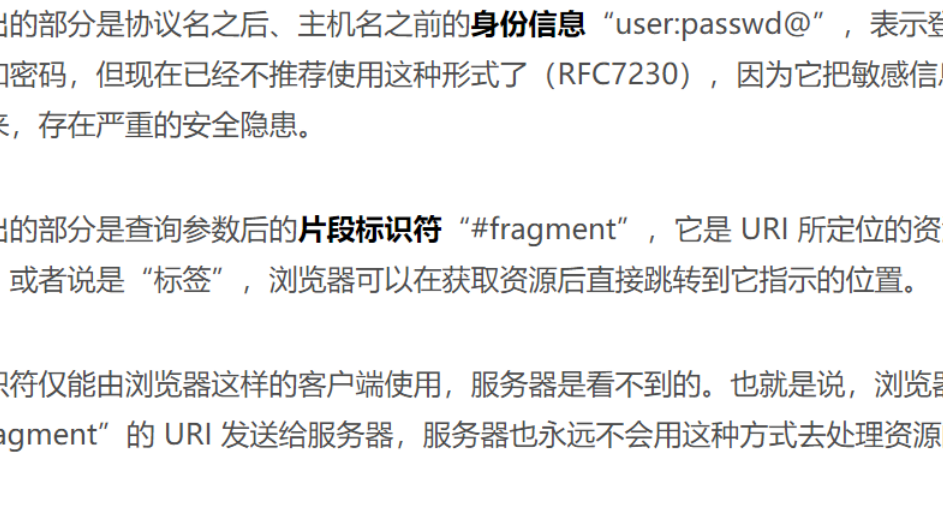 出的部分是协议名之后、主机名之前的身份信息“user:passwd@”，表示登
和密码，但现在已经不推荐使用这种形式了（RFC7230），因为它把敏感信息
来，存在严重的安全隐患。
出的部分是查询参数后的片段标识符“#fragment”，它是 URI 所定位的资
，或者说是“标签”，浏览器可以在获取资源后直接跳转到它指示的位置。
识符仅能由浏览器这样的客户端使用，服务器是看不到的。也就是说，浏览器
agment”的 URI 发送给服务器，服务器也永远不会用这种方式去处理资源